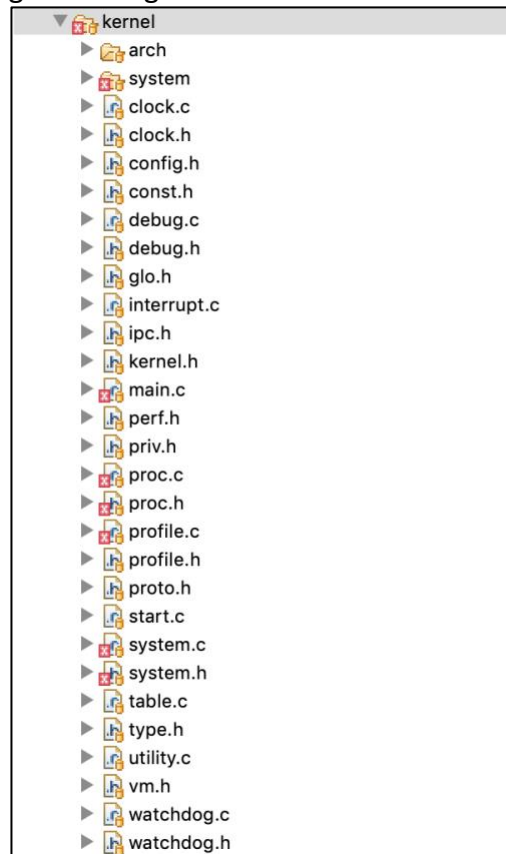 kernel
arch
system
clock.c
clock.h
config.h
const.h
debug.c
debug.h
glo.h
interrupt.c
ipc.h
kernel.h
main.c
perf.h
priv.h
proc.c
proc.h
profile.c
profile.h
proto.h
start.c
system.c
system.h
table.c
type.h
utility.c
vm.h
watchdog.c
watchdog.h